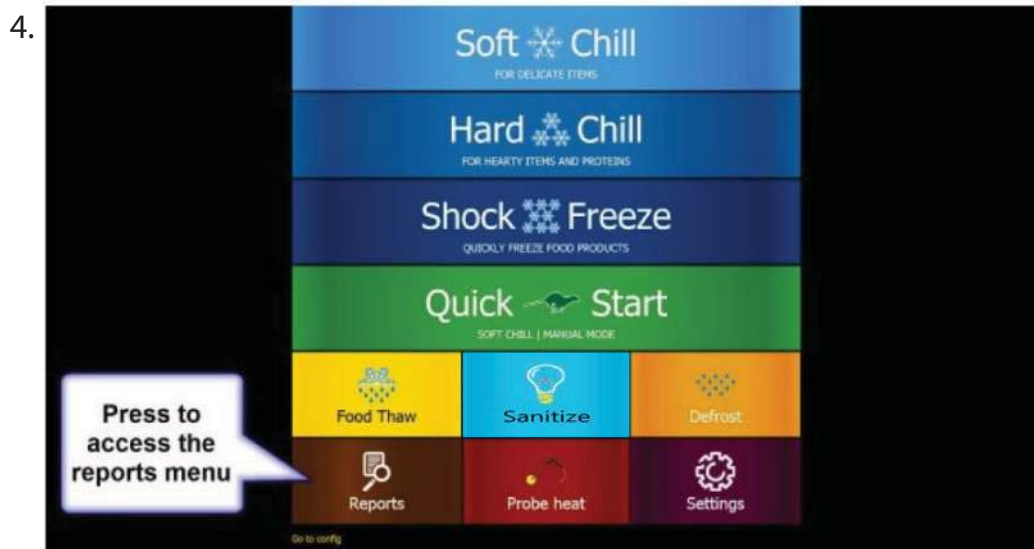 4.
Soft Chill
FOR DELICATE ITEMS
Hard Chill
FOR HEARTY ITEMS AND PROTEINS
Shock Freeze
QUICKLY FREEZE FOOD PRODUCTS
Quick Start
SOFT CHILL | MANUAL MODE
Food Thaw
Sanitize
Defrost
Press to
access the
reports menu
Reports
Probe heat
Settings
Go to config